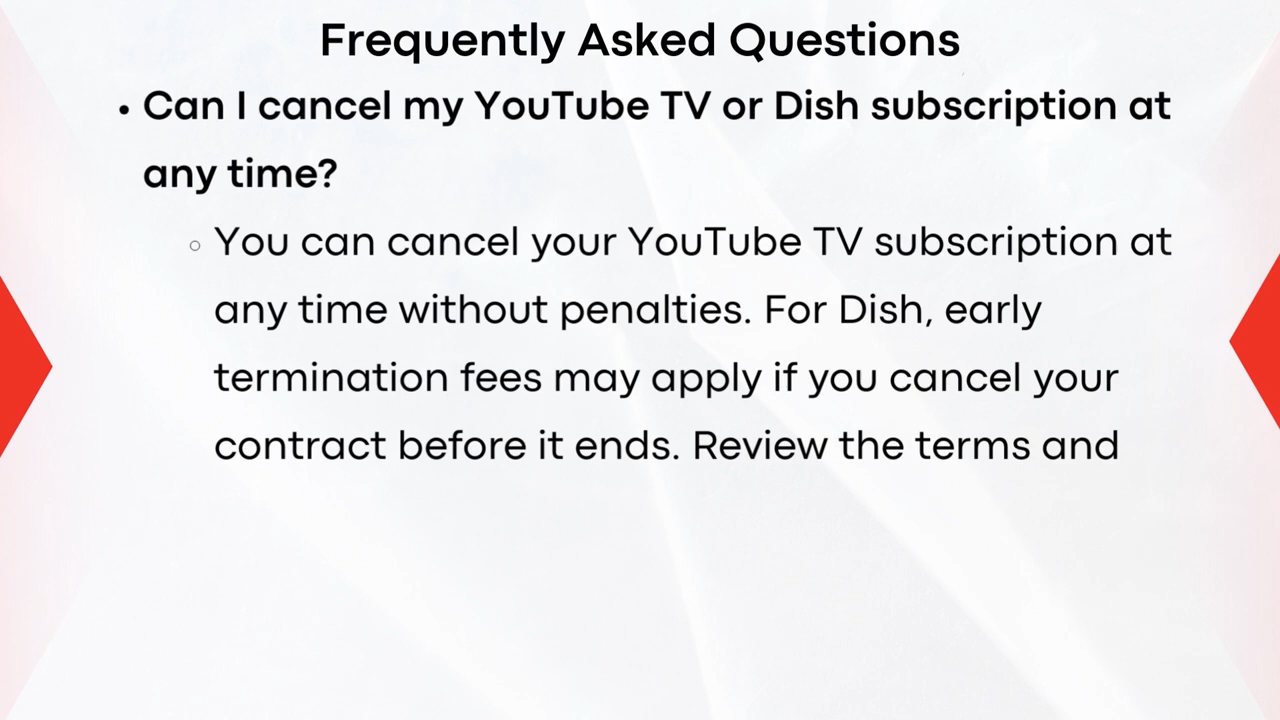 Frequently Asked Questions
• Can I cancel my YouTube TV or Dish subscription at
any time?
○ You can cancel your YouTube TV subscription at
any time without penalties. For Dish, early
termination fees may apply if you cancel your
contract before it ends. Review the terms and